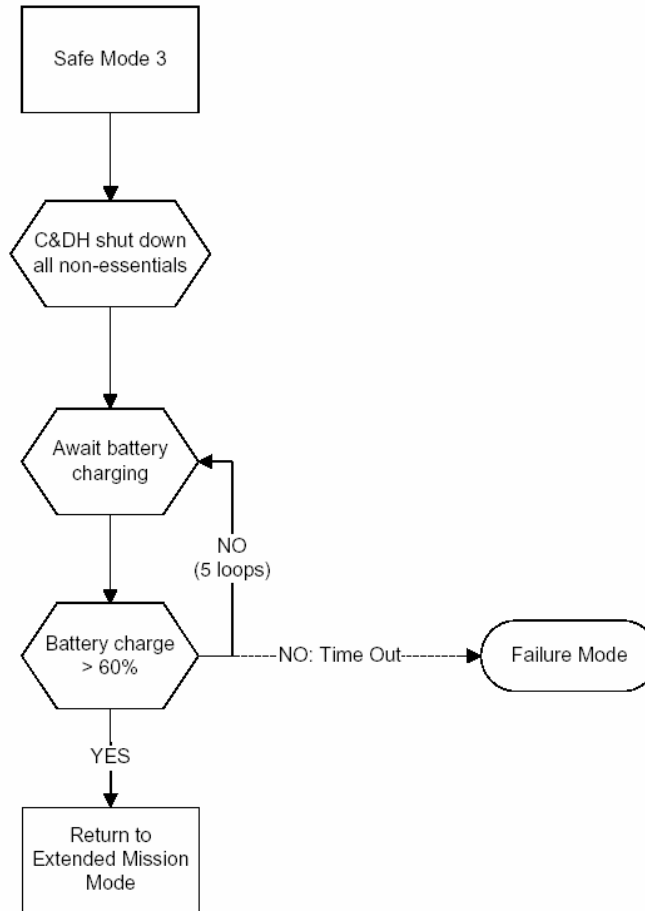 Safe Mode 3
C&DH shut down
all non-essentials
Await battery
charging
NO
(5 loops)
Battery charge
> 60%
NO: Time Out
Failure Mode
YES
Return to
Extended Mission
Mode